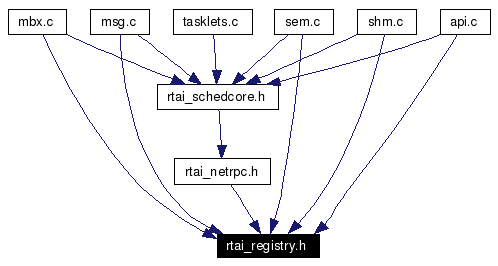 mbx.c msg.c tasklets.c sem.c shm.c api.c
rtai_schedcore.h
rtai_netrpc.h
rtai_registry.h